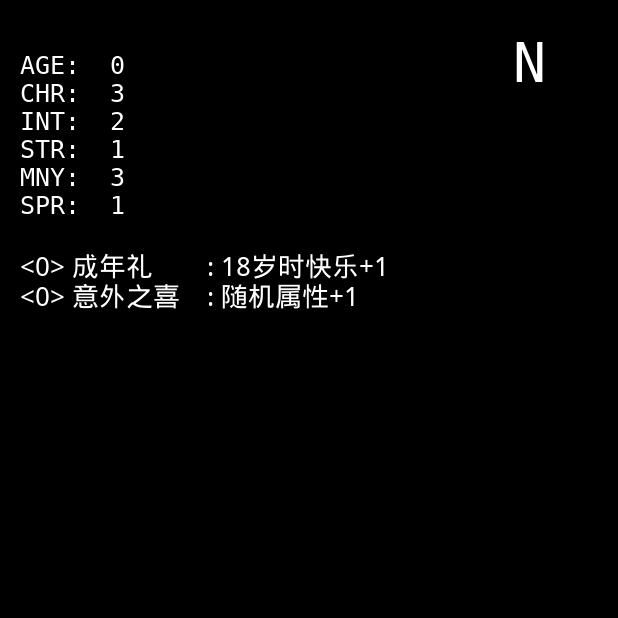 N
AGE: 0
CHR: 3
INT: 2
STR: 1
MNY: 3
SPR: 1
<0> 成年礼 : 18岁时快乐+1
<0> 意外之喜 : 随机属性+1